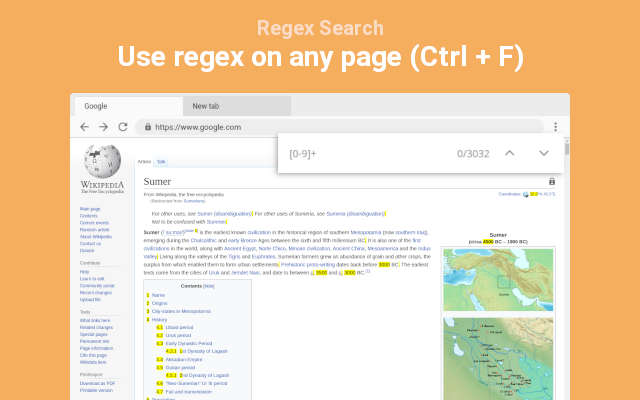 Regex Search
Use regex on any page (Ctrl + F)
Google
New tab
https://www.google.com
[0-9]+
0/3032
WIKIPEDIA
The Free Encyclopedia
Main page
Contents
Current events
Random article
About Wikipedia
Contact us
Donate
Contribute
Help
Learn to edit
Community portal
Recent changes
Upload file
Tools
What links here
Related changes
Special pages
Permanent link
Page information
Cite this page
Wikidata item
Print/export
Download as PDF
Printable version
Article Talk
Sumer
From Wikipedia, the free encyclopedia
(Redirected from Sumerians)
Coordinates:
For other uses, see Sumer (disambiguation). For other uses of Sumeria, see Sumeria (disambiguation).
Not to be confused with Summer.
Sumer is the earliest known civilization in the historical region of southern Mesopotamia (now southern Iraq),
emerging during the Chalcolithic and early Bronze Ages between the sixth and fifth millennium BC. It is also one of the first
civilizations in the world, along with Ancient Egypt, Norte Chico, Minoan civilization, Ancient China, Mesoamerica and the Indus
Valley. Living along the valleys of the Tigris and Euphrates, Sumerian farmers grew an abundance of grain and other crops, the
surplus from which enabled them to form urban settlements. Prehistoric proto-writing dates back before 3000 BC. The earliest
texts come from the cities of Uruk and Jemdet Nasr, and date to between c. 3500 and c. 3000 BC.[1]
Contents [hide]
1 Name
2 Origins
3 City-states in Mesopotamia
4 History
4.1 Ubaid period
4.2 Uruk period
4.3 Early Dynastic Period
4.3.1 1st Dynasty of Lagash
4.4 Akkadian Empire
4.5 Gutian period
4.5.1 2nd Dynasty of Lagash
4.6 "Neo-Sumerian" Ur III period
4.7 Fall and transmission
Sumer
(circa 4500 BC – 1900 BC)